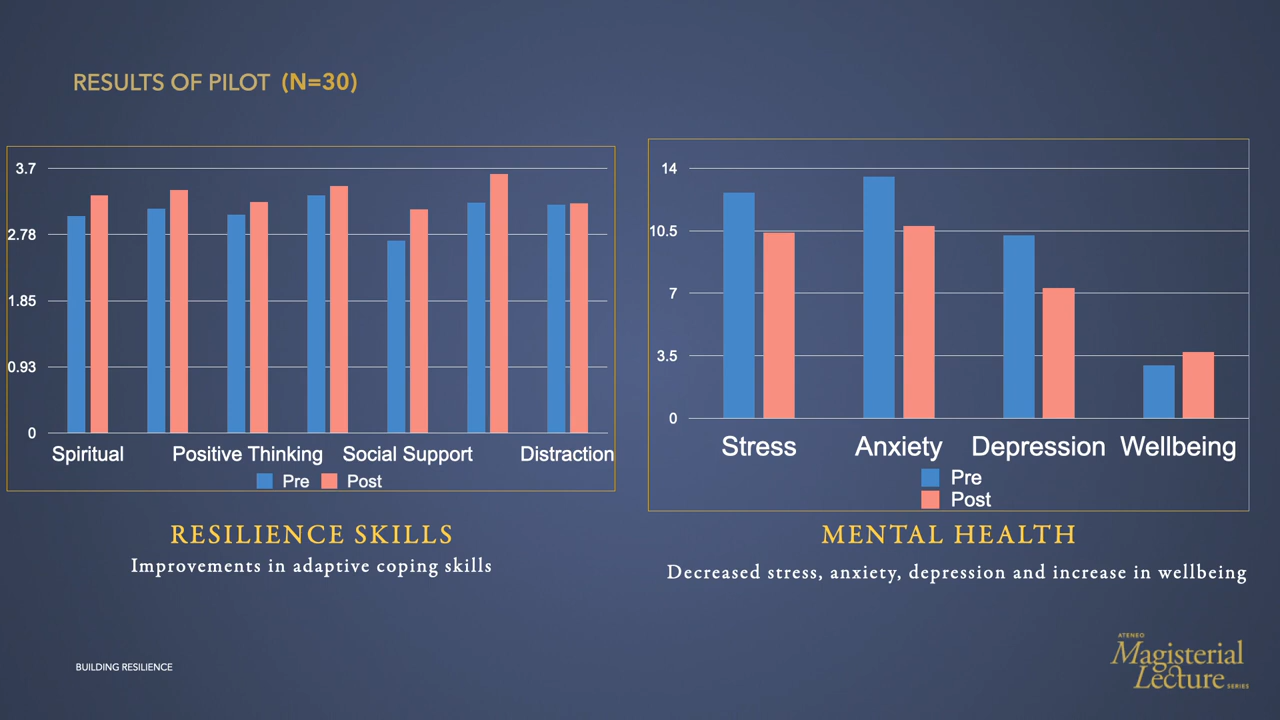 RESULTS OF PILOT (N=30)
3.7
2.78
1.85
0.93
0
Spiritual Positive Thinking Social Support Distraction
Pre Post
14
10.5
7
3.5
0
Stress Anxiety Depression Wellbeing
Pre
Post
RESILIENCE SKILLS
Improvements in adaptive coping skills
MENTAL HEALTH
Decreased stress, anxiety, depression and increase in wellbeing
BUILDING RESILIENCE
ATENEO
Magisterial
Lecture SERIES